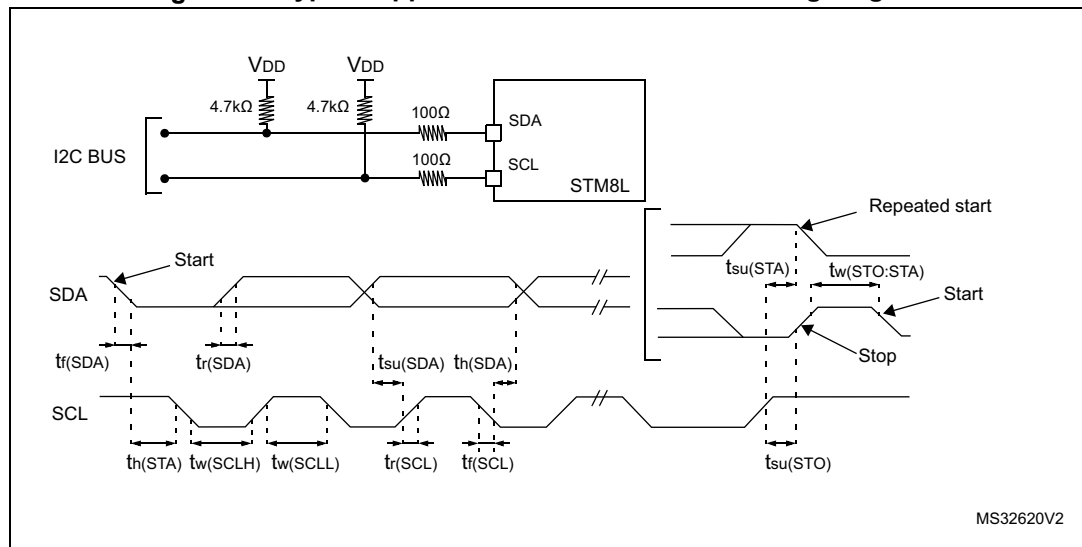 VDD VDD
4.7kΩ 4.7kΩ 100Ω
SDA
I2C BUS
100Ω
SCL
STM8L
Repeated start
Start
tsu(STA) tw(STO:STA)
SDA
Start
tf(SDA) tr(SDA) tsu(SDA) th(SDA)
Stop
SCL
th(STA) tw(SCLH) tw(SCLL) tr(SCL) tf(SCL) tsu(STO)
MS32620V2